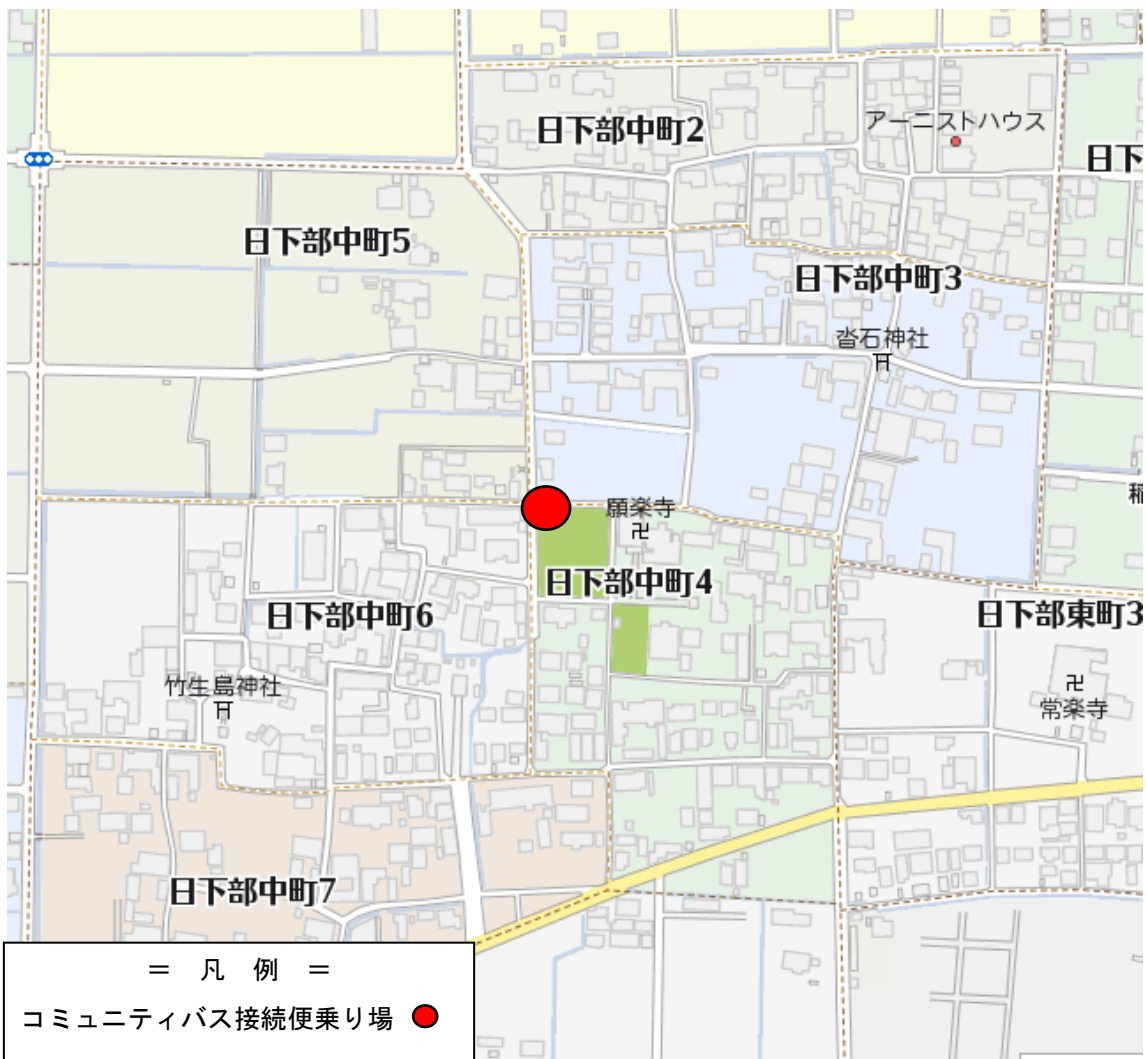 日下部中町2
アーニストハウス
日下
日下部中町5
日下部中町3
沓石神社
稲
願楽寺
日下部中町4
日下部中町6
日下部東町3
竹生島神社
常楽寺
日下部中町7
= 凡 例 =
コミュニティバス接続便乗り場